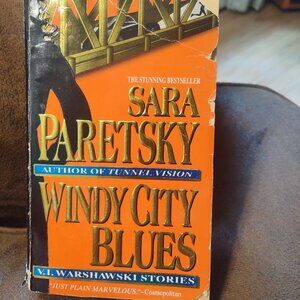 THE STUNNING BESTSELLER
SARA
PARETSKY
AUTHOR OF TUNNEL VISION
WINDY CITY
BLUES
V.I. WARSHAWSKI STORIES
"JUST PLAIN MARVELOUS."—Cosmopolitan